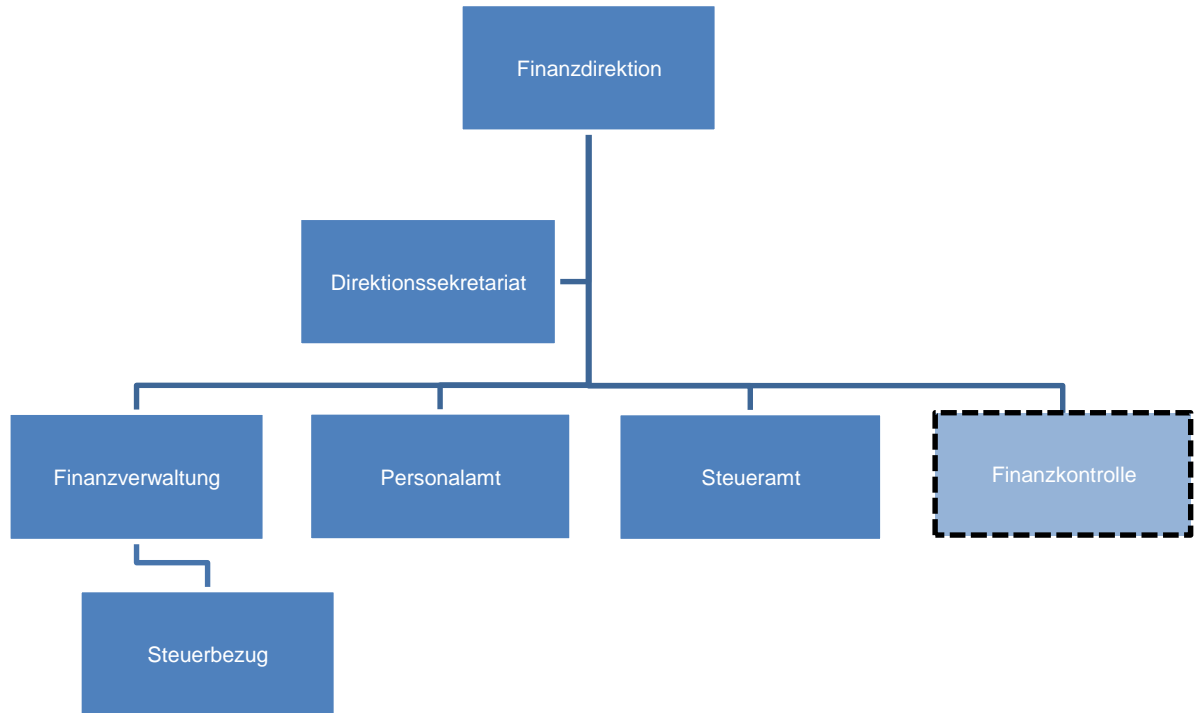 Finanzdirektion
Direktionssekretariat
Finanzverwaltung
Personalamt
Steueramt
Finanzkontrolle
Steuerbezug